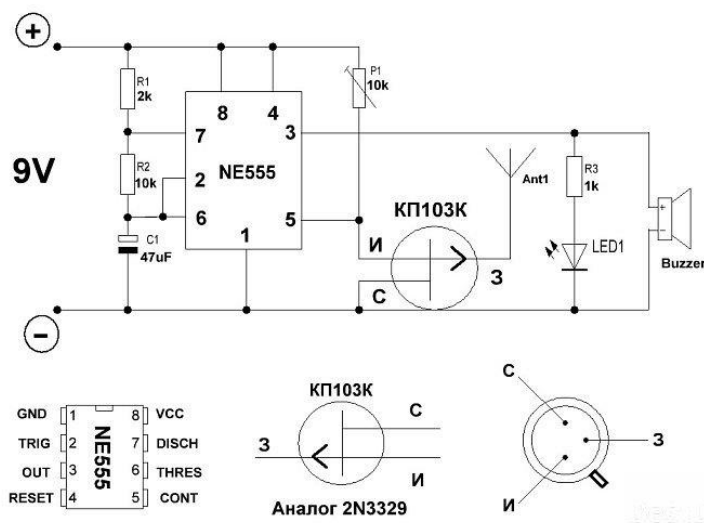 +
P1
10k
R1
2k
8
4
7
3
9V
R2
10k
2
NE555
Ant1
R3
1k
КП103К
6
5
C1
47uF
1
И
З
LED1
+
-
Buzzer
С
−
КП103К
С
GND
1
8
VCC
С
TRIG
2
7
DISCH
З
З
OUT
3
6
THRES
NE555
И
RESET
4
5
CONT
И
Аналог 2N3329